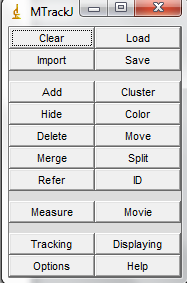 MTrackJ
Clear Load
Import Save
Add Cluster
Hide Color
Delete Move
Merge Split
Refer ID
Measure Movie
Tracking Displaying
Options Help